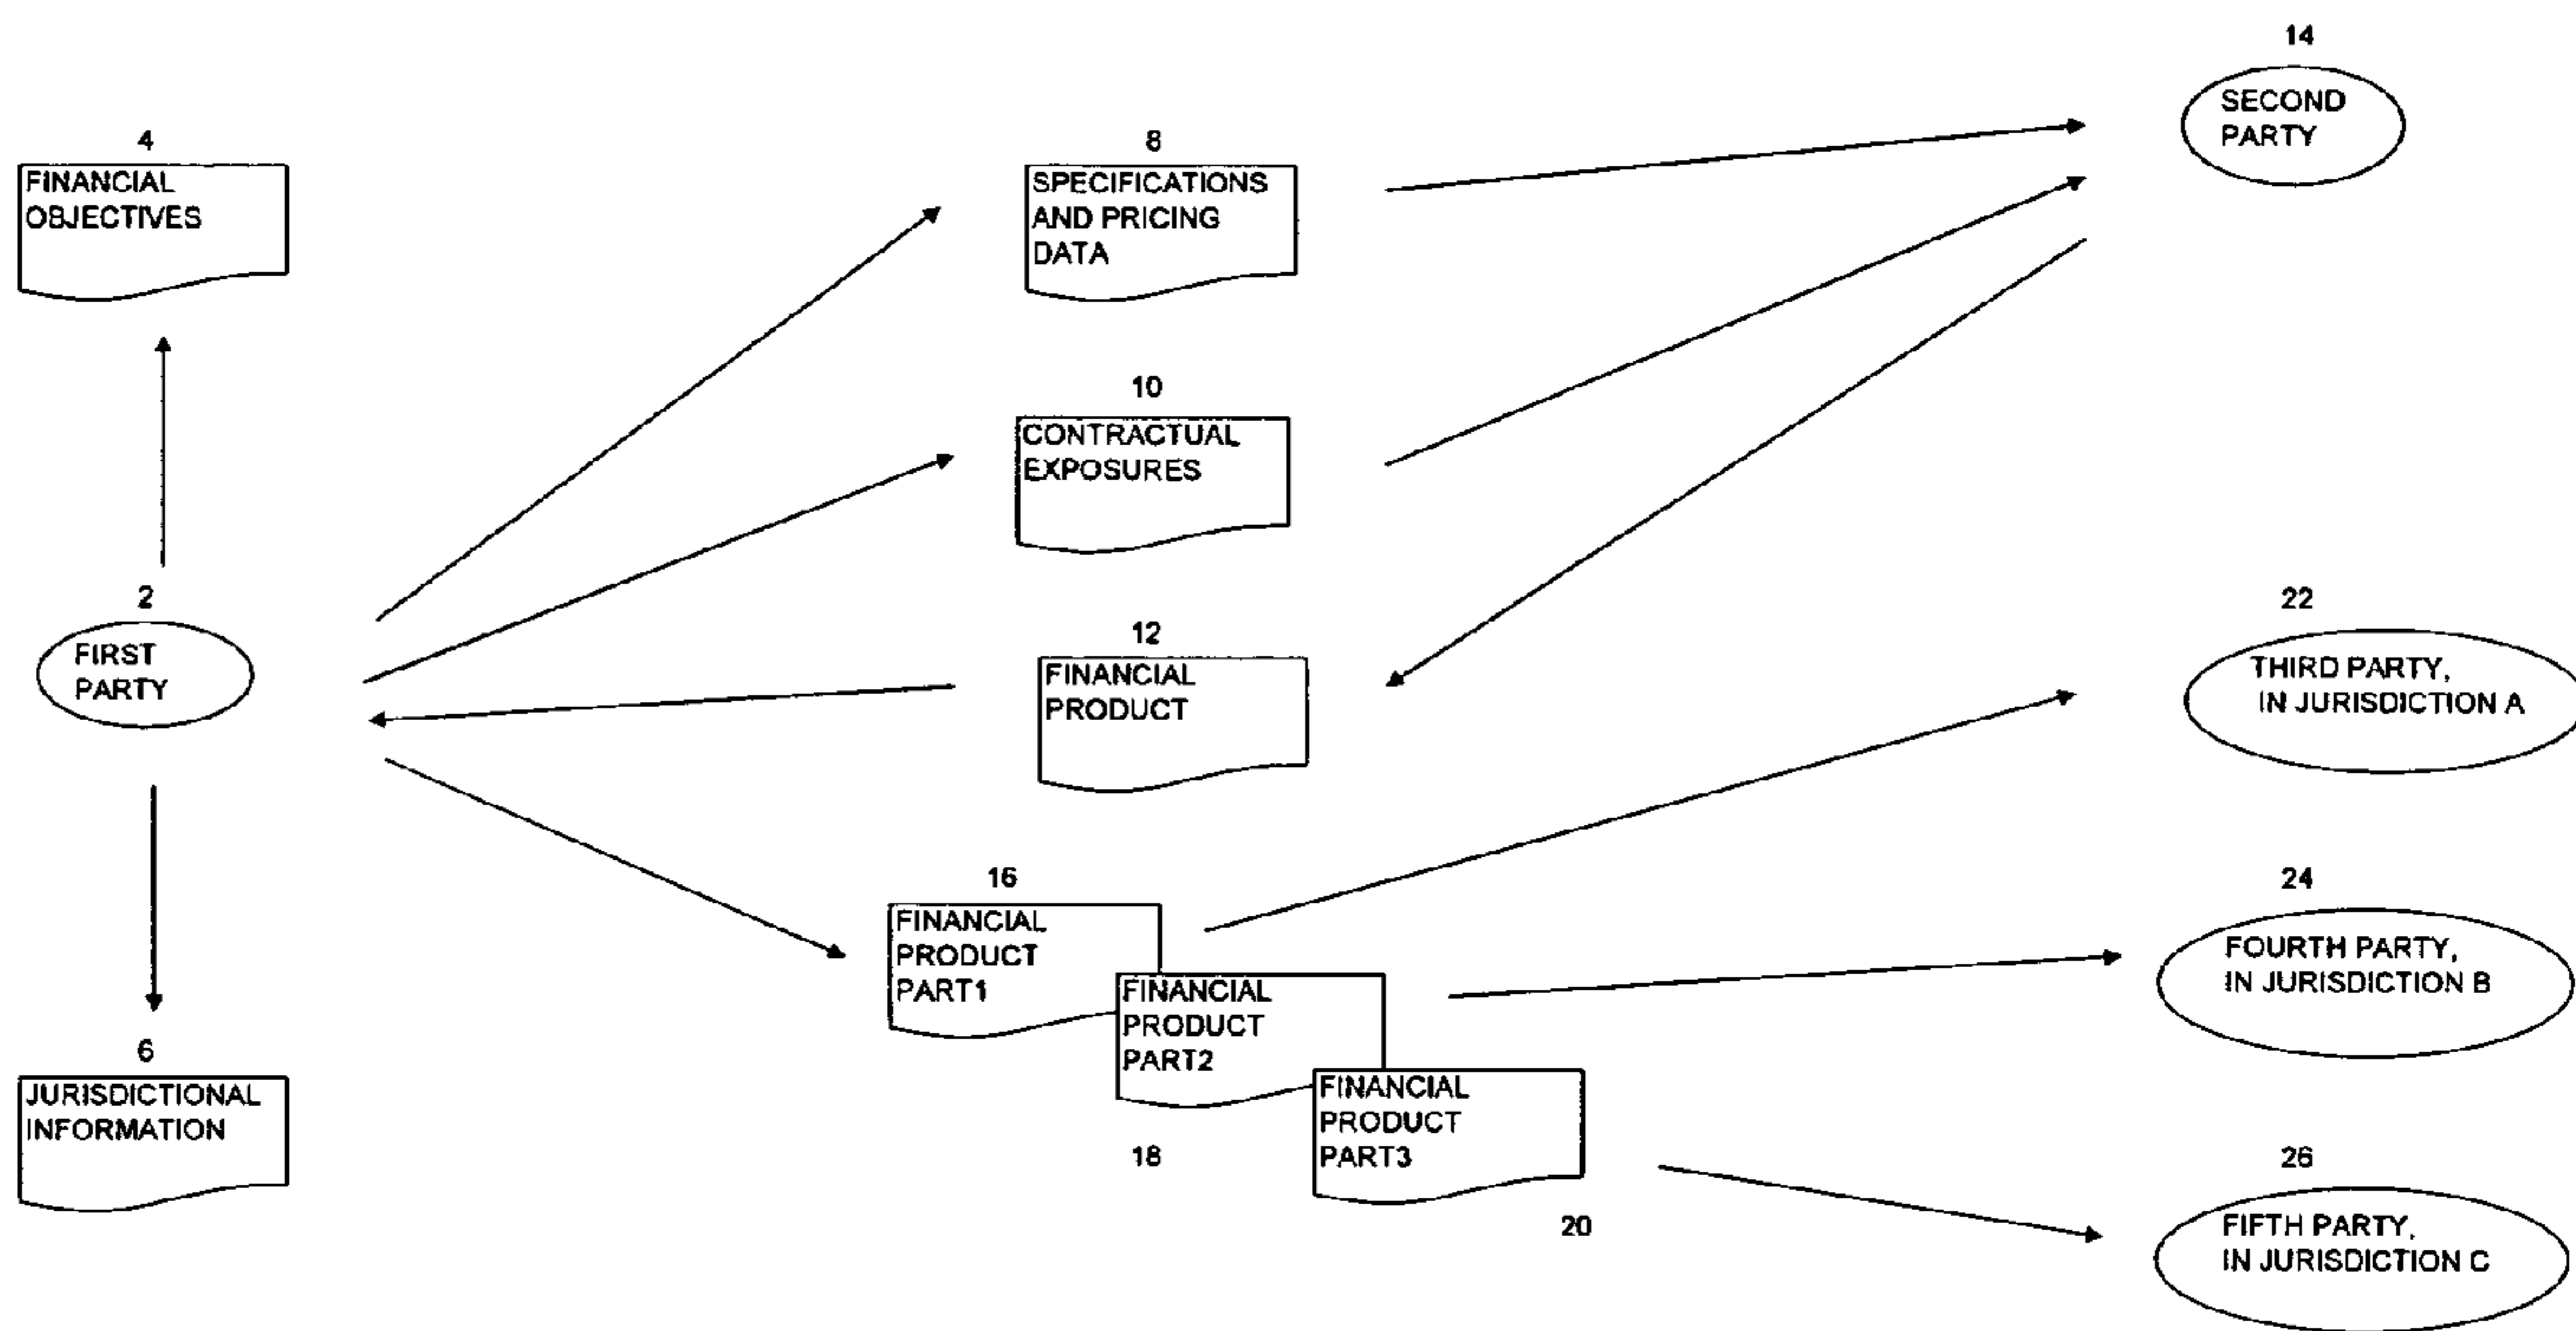 14
SECOND
PARTY
4
FINANCIAL
OBJECTIVES
8
SPECIFICATIONS
AND PRICING
DATA
10
CONTRACTUAL
EXPOSURES
2
FIRST
PARTY
12
FINANCIAL
PRODUCT
22
THIRD PARTY,
IN JURISDICTION A
16
FINANCIAL
PRODUCT
PART1
FINANCIAL
PRODUCT
PART2
18
FINANCIAL
PRODUCT
PART3
20
24
FOURTH PARTY,
IN JURISDICTION B
6
JURISDICTIONAL
INFORMATION
26
FIFTH PARTY,
IN JURISDICTION C